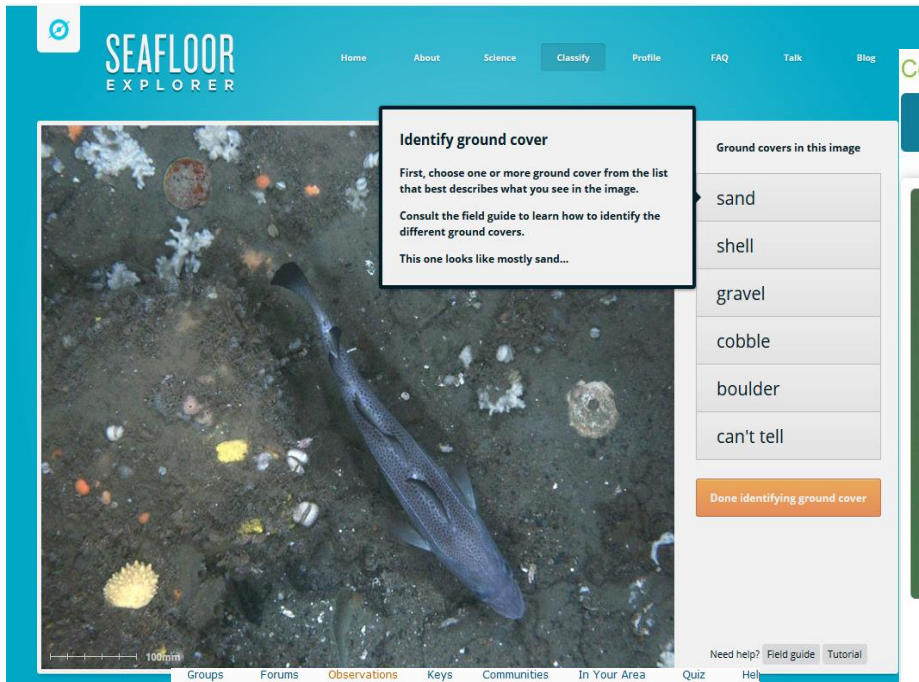 SEAFLOOR
EXPLORER
Home About Science Classify Profile FAQ Talk Blog
Identify ground cover
First, choose one or more ground cover from the list
that best describes what you see in the image.
Consult the field guide to learn how to identify the
different ground covers.
This one looks like mostly sand...
Ground covers in this image
sand
shell
gravel
cobble
boulder
can't tell
Done identifying ground cover
Need help? Field guide Tutorial
100mm
Groups Forums Observations Keys Communities In Your Area Quiz